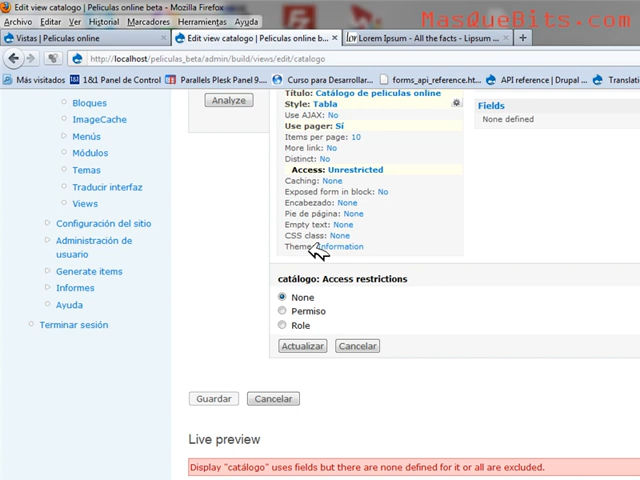 Edit view catalogo | Peliculas online beta - Mozilla Firefox
MasQueBits.com
Archivo Editar Ver Historial Marcadores Herramientas Ayuda
Vistas | Peliculas online
Edit view catalogo | Peliculas online b...
Lorem Ipsum - All the facts - Lipsum ...
http://localhost/peliculas_beta/admin/build/views/edit/catalogo
Más visitados
1&1 Panel de Control
Parallels Plesk Panel 9....
Curso para Desarrollar...
forms_api_reference.ht...
API reference | Drupal ...
Translatio
Bloques
ImageCache
Menús
Módulos
Temas
Traducir interfaz
Views
Configuración del sitio
Administración de
usuario
Generate items
Informes
Ayuda
Terminar sesión
Analyze
Título: Catálogo de peliculas online
Style: Tabla
Use AJAX: No
Use pager: Sí
Items per page: 10
More link: No
Distinct: No
Access: Unrestricted
Caching: None
Exposed form in block: No
Encabezado: None
Pie de página: None
Empty text: None
CSS class: None
Theme: Information
Fields
None defined
catálogo: Access restrictions
None
Permiso
Role
Actualizar Cancelar
Guardar Cancelar
Live preview
Display "catálogo" uses fields but there are none defined for it or all are excluded.